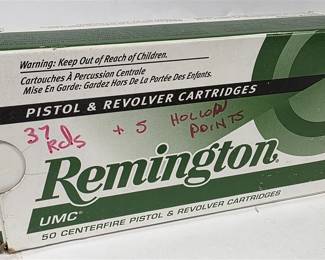 Warning: Keep Out of Reach of Children.
Cartouches À Percussion Centrale
Mise En Garde: Gardez Hors De La Portée Des Enfants.
PISTOL & REVOLVER CARTRIDGES
37 + 5 HOLLOW
RDS POINTS
Remington
UMC
50 CENTERFIRE PISTOL & REVOLVER CARTRIDGES